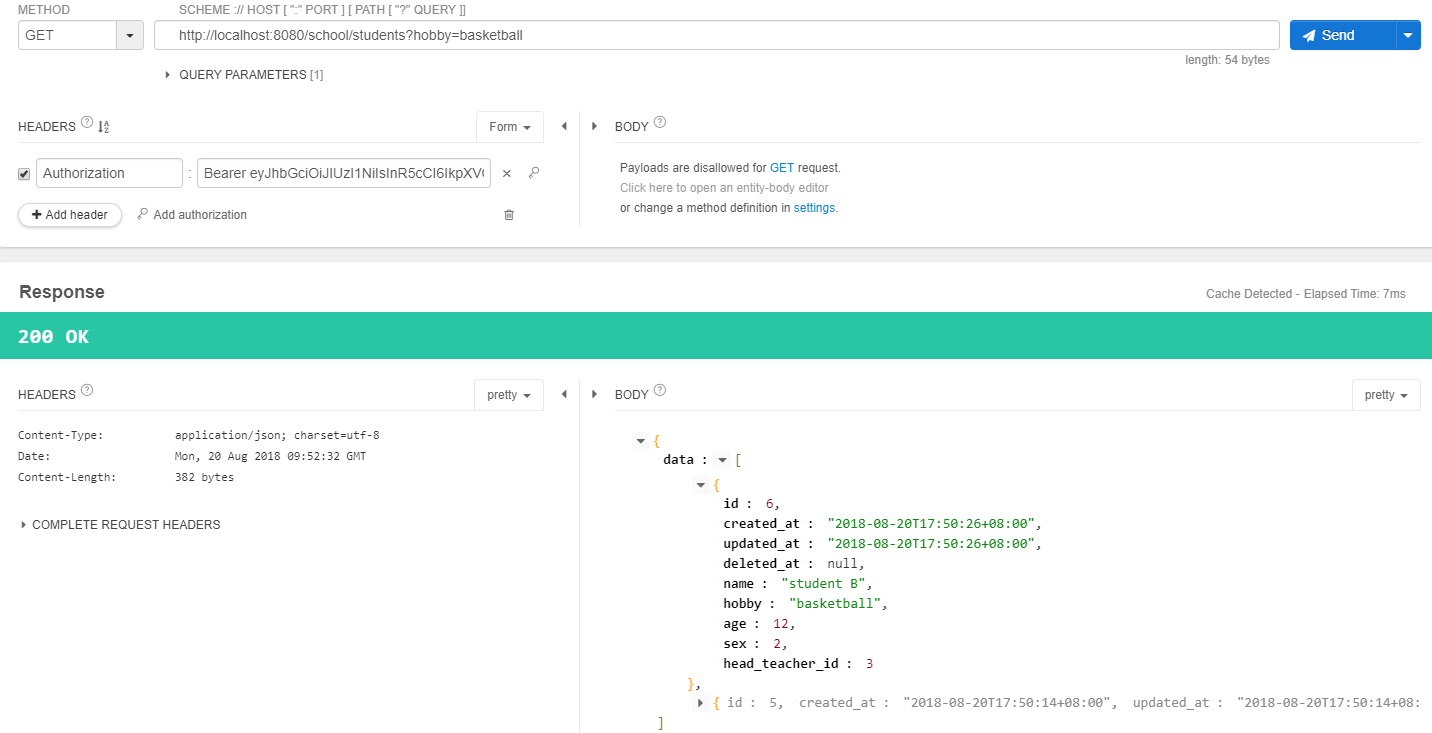 METHOD
SCHEME :// HOST [ ":" PORT ] [ PATH [ "?" QUERY ]]
GET
http://localhost:8080/school/students?hobby=basketball
Send
length: 54 bytes
QUERY PARAMETERS [1]
HEADERS
Form
BODY
Payloads are disallowed for GET request.
Authorization : Bearer eyJhbGciOiJIUzI1NiIsInR5cCI6IkpXVC
Click here to open an entity-body editor
or change a method definition in settings.
+ Add header
Add authorization
Response
Cache Detected - Elapsed Time: 7ms
200 OK
HEADERS
pretty
BODY
pretty
Content-Type: application/json; charset=utf-8
Date: Mon, 20 Aug 2018 09:52:32 GMT
Content-Length: 382 bytes
COMPLETE REQUEST HEADERS
{
data : [
{
id : 6,
created_at : "2018-08-20T17:50:26+08:00",
updated_at : "2018-08-20T17:50:26+08:00",
deleted_at : null,
name : "student B",
hobby : "basketball",
age : 12,
sex : 2,
head_teacher_id : 3
},
{ id : 5, created_at : "2018-08-20T17:50:14+08:00", updated_at : "2018-08-20T17:50:14+08:
]